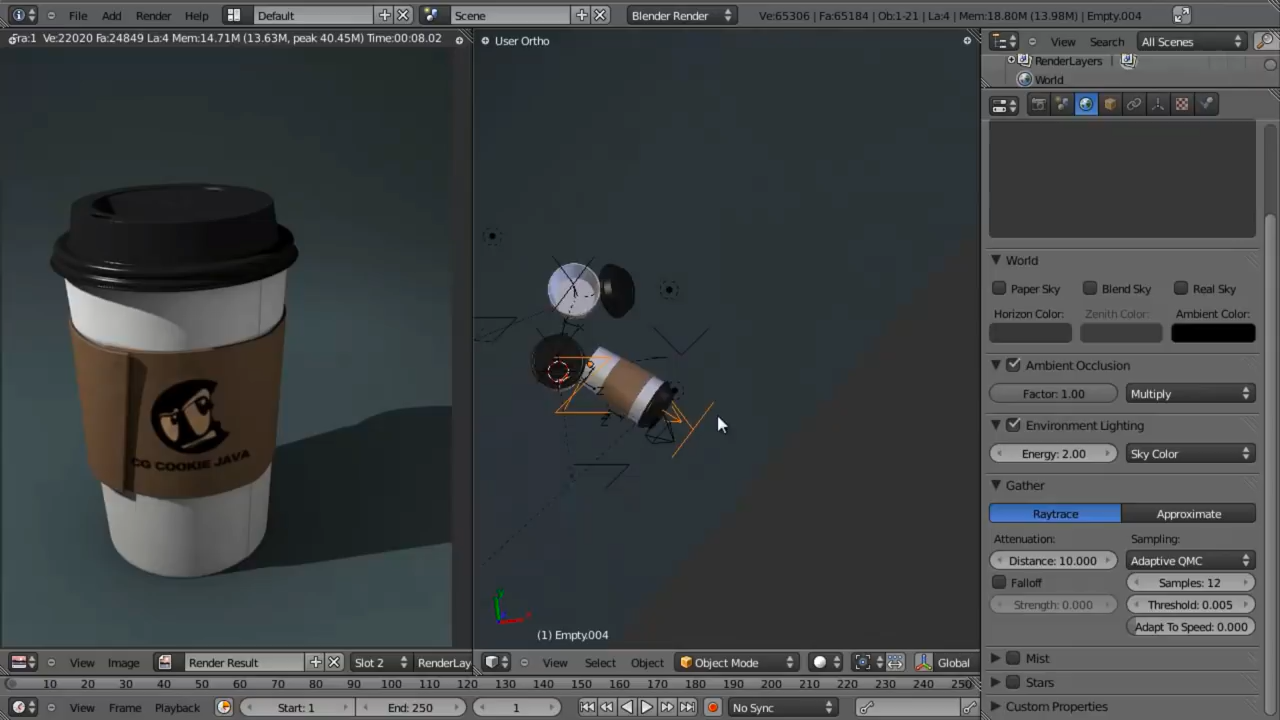 File Add Render Help Default Scene Blender Render Ve:65306 | Fa:65184 | Ob:1-21 | La:4 | Mem:18.80M (13.98M) | Empty.004
Fra:1 Ve:22020 Fa:24849 La:4 Mem:14.71M (13.63M, peak 40.45M) Time:00:08.02
User Ortho
View Search All Scenes
RenderLayers |
World
World
Paper Sky Blend Sky Real Sky
Horizon Color: Zenith Color: Ambient Color:
Ambient Occlusion
Factor: 1.00 Multiply
Environment Lighting
Energy: 2.00 Sky Color
Gather
Raytrace Approximate
Attenuation: Sampling:
Distance: 10.000 Adaptive QMC
Falloff Samples: 12
Strength: 0.000 Threshold: 0.005
Adapt To Speed: 0.000
Mist
Stars
Custom Properties
CG COOKIE JAVA
(1) Empty.004
View Image Render Result Slot 2 RenderLay
View Select Object Object Mode Global
10 20 30 40 50 60 70 80 90 100 110 120 130 140 150 160 170 180 190 200 210 220 230 240 250
View Frame Playback Start: 1 End: 250 1 No Sync